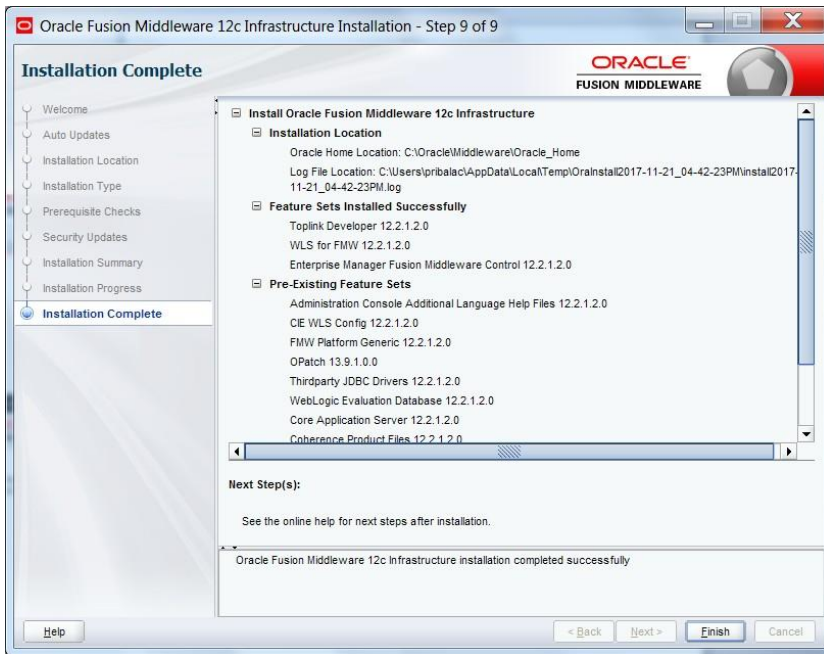 Oracle Fusion Middleware 12c Infrastructure Installation - Step 9 of 9
Installation Complete
ORACLE
FUSION MIDDLEWARE
Welcome
Auto Updates
Installation Location
Installation Type
Prerequisite Checks
Security Updates
Installation Summary
Installation Progress
Installation Complete
Install Oracle Fusion Middleware 12c Infrastructure
Installation Location
Oracle Home Location: C:\Oracle\Middleware\Oracle_Home
Log File Location: C:\Users\pribalac\AppData\Local\Temp\OraInstall2017-11-21_04-42-23PM\install2017-
11-21_04-42-23PM.log
Feature Sets Installed Successfully
Toplink Developer 12.2.1.2.0
WLS for FMW 12.2.1.2.0
Enterprise Manager Fusion Middleware Control 12.2.1.2.0
Pre-Existing Feature Sets
Administration Console Additional Language Help Files 12.2.1.2.0
CIE WLS Config 12.2.1.2.0
FMW Platform Generic 12.2.1.2.0
OPatch 13.9.1.0.0
Thirdparty JDBC Drivers 12.2.1.2.0
WebLogic Evaluation Database 12.2.1.2.0
Core Application Server 12.2.1.2.0
Coherence Product Files 12.2.1.2.0
Next Step(s):
See the online help for next steps after installation.
Oracle Fusion Middleware 12c Infrastructure installation completed successfully
Help
< Back
Next >
Finish
Cancel